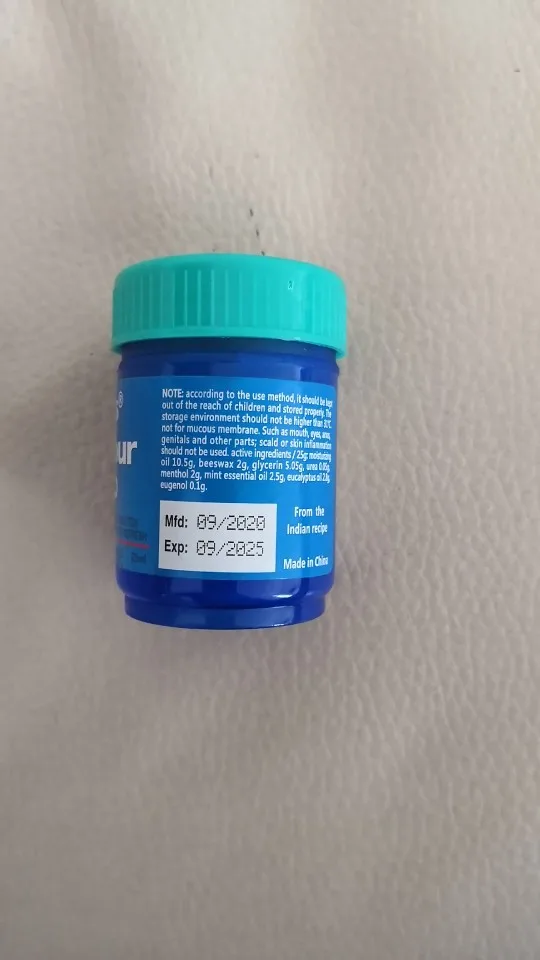 ®
ur
NOTE: according to the use method, it should be kept
out of the reach of children and stored properly. The
storage environment should not be higher than 31℃
not for mucous membrane. Such as mouth, eyes, anus,
genitals and other parts; scald or skin inflammation
should not be used. active ingredients / 25g: moisturizing
oil 10.5g, beeswax 2g, glycerin 5.05g, urea 0.05g,
menthol 2g, mint essential oil 2.5g, eucalyptus oil 2.8g,
eugenol 0.1g.
Mfd: 09/2020
Exp: 09/2025
From the
Indian recipe
Made in China